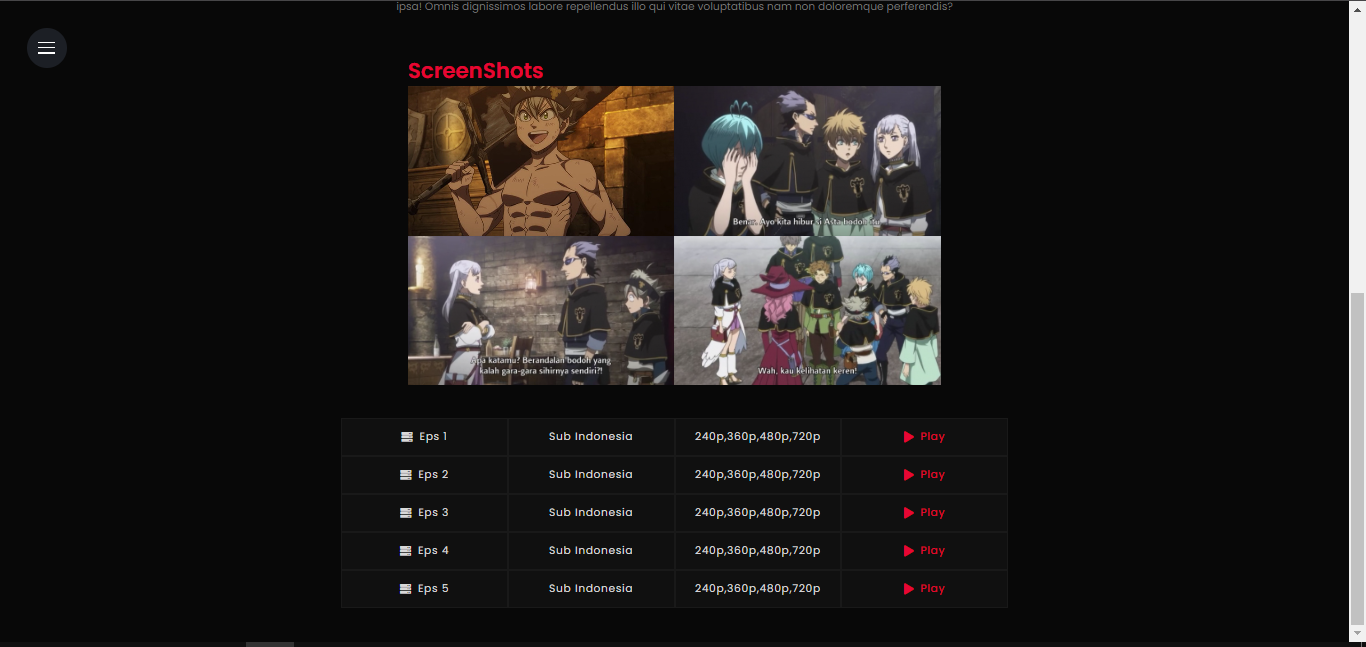 ipsa! Omnis dignissimos labore repellendus illo qui vitae voluptatibus nam non doloremque perferendis?
ScreenShots
Benar, Ayo kita hibur si Asta bodoh itu
Apa katamu? Berandalan bodoh yang
kalah gara-gara sihirnya sendiri?!
Wah, kau kelihatan keren!
Eps 1 Sub Indonesia 240p,360p,480p,720p Play
Eps 2 Sub Indonesia 240p,360p,480p,720p Play
Eps 3 Sub Indonesia 240p,360p,480p,720p Play
Eps 4 Sub Indonesia 240p,360p,480p,720p Play
Eps 5 Sub Indonesia 240p,360p,480p,720p Play